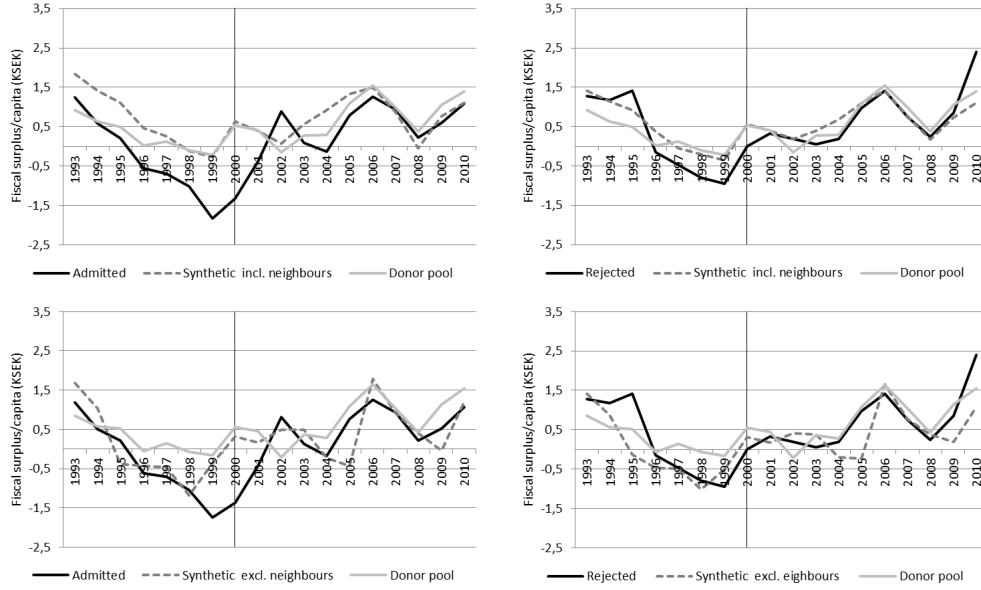 Fiscal surplus/capita (KSEK)
3,5
2,5
1,5
0,5
-0,5
-1,5
-2,5
1993 1994 1995 1996 1997 1998 1999 2000 2001 2002 2003 2004 2005 2006 2007 2008 2009 2010
Admitted Synthetic incl. neighbours Donor pool
Fiscal surplus/capita (KSEK)
3,5
2,5
1,5
0,5
-0,5
-1,5
-2,5
1993 1994 1995 1996 1997 1998 1999 2000 2001 2002 2003 2004 2005 2006 2007 2008 2009 2010
Rejected Synthetic incl. neighbours Donor pool
Fiscal surplus/capita (KSEK)
3,5
2,5
1,5
0,5
-0,5
-1,5
-2,5
1993 1994 1995 1996 1997 1998 1999 2000 2001 2002 2003 2004 2005 2006 2007 2008 2009 2010
Admitted Synthetic excl. neighbours Donor pool
Fiscal surplus/capita (KSEK)
3,5
2,5
1,5
0,5
-0,5
-1,5
-2,5
1993 1994 1995 1996 1997 1998 1999 2000 2001 2002 2003 2004 2005 2006 2007 2008 2009 2010
Rejected Synthetic excl. eighbours Donor pool